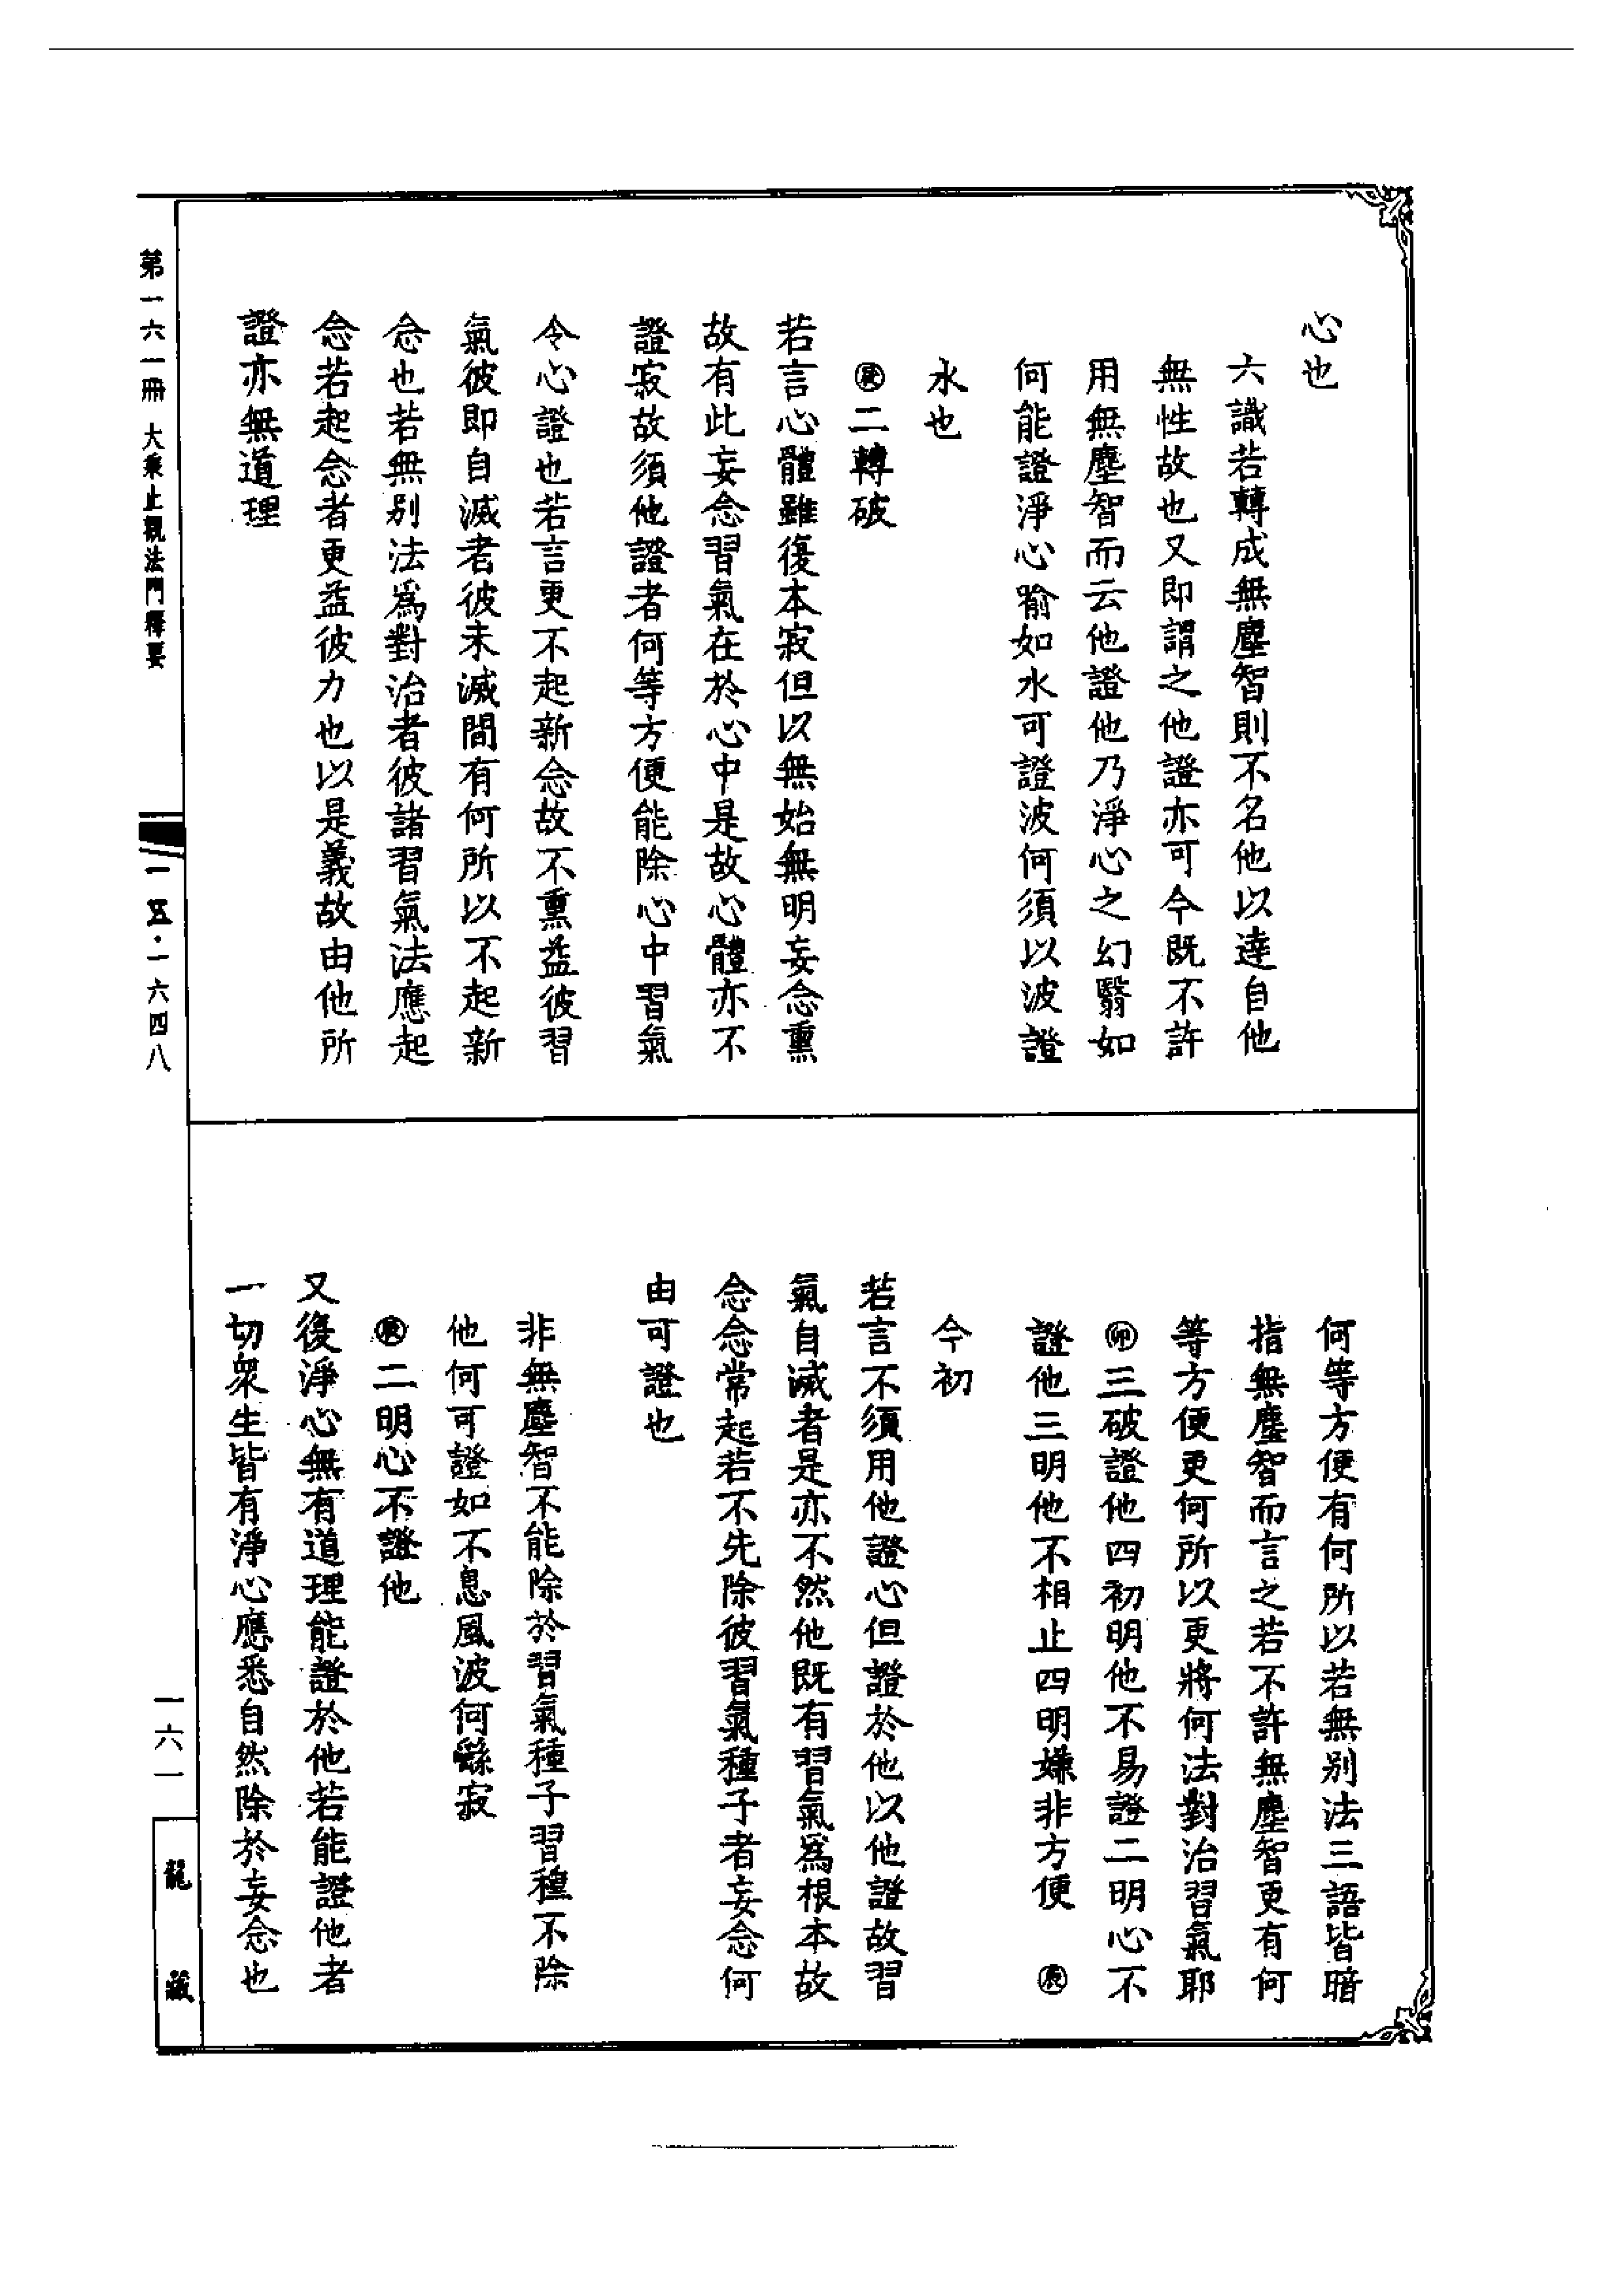 心也
六識若轉成無塵智則不名他以達自他
無性故也又即謂之他證亦可今既不許
用無塵智而云他證他乃淨心之幻翳如
何能證淨心喻如水可證波何須以波證
水也
㊁二轉破
若言心體雖復本寂但以無始無明妄念熏
故有此妄念習氣在於心中是故心體亦不
證寂故須他證者何等方便能除心中習氣
令心證也若言更不起新念故不熏益彼習
氣彼即自滅者彼未滅間有何所以不起新
念也若無別法為對治者彼諸習氣法應起
念若起念者更益彼力也以是義故由他所
證亦無道理
何等方便有何所以若無別法三語皆暗
指無塵智而言之若不許無塵智更有何
等方便更何所以更將何法對治習氣耶
卯三破證他四初明他不易證二明心不
證他三明他不相止四明嫌非方便 辰
今初
若言不須用他證心但證於他以他證故習
氣自滅者是亦不然他既有習氣為根本故
念念常起若不先除彼習氣種子者妄念何
由可證也
非無塵智不能除於習氣種子習種不除
他何可證如不息風波何繇寂
辰二明心不證他
又復淨心無有道理能證於他若能證他者
一切眾生皆有淨心應悉自然除於妄念也
第一六一冊 大乘止觀法門釋要
一五·一六四八
一六一
龍藏